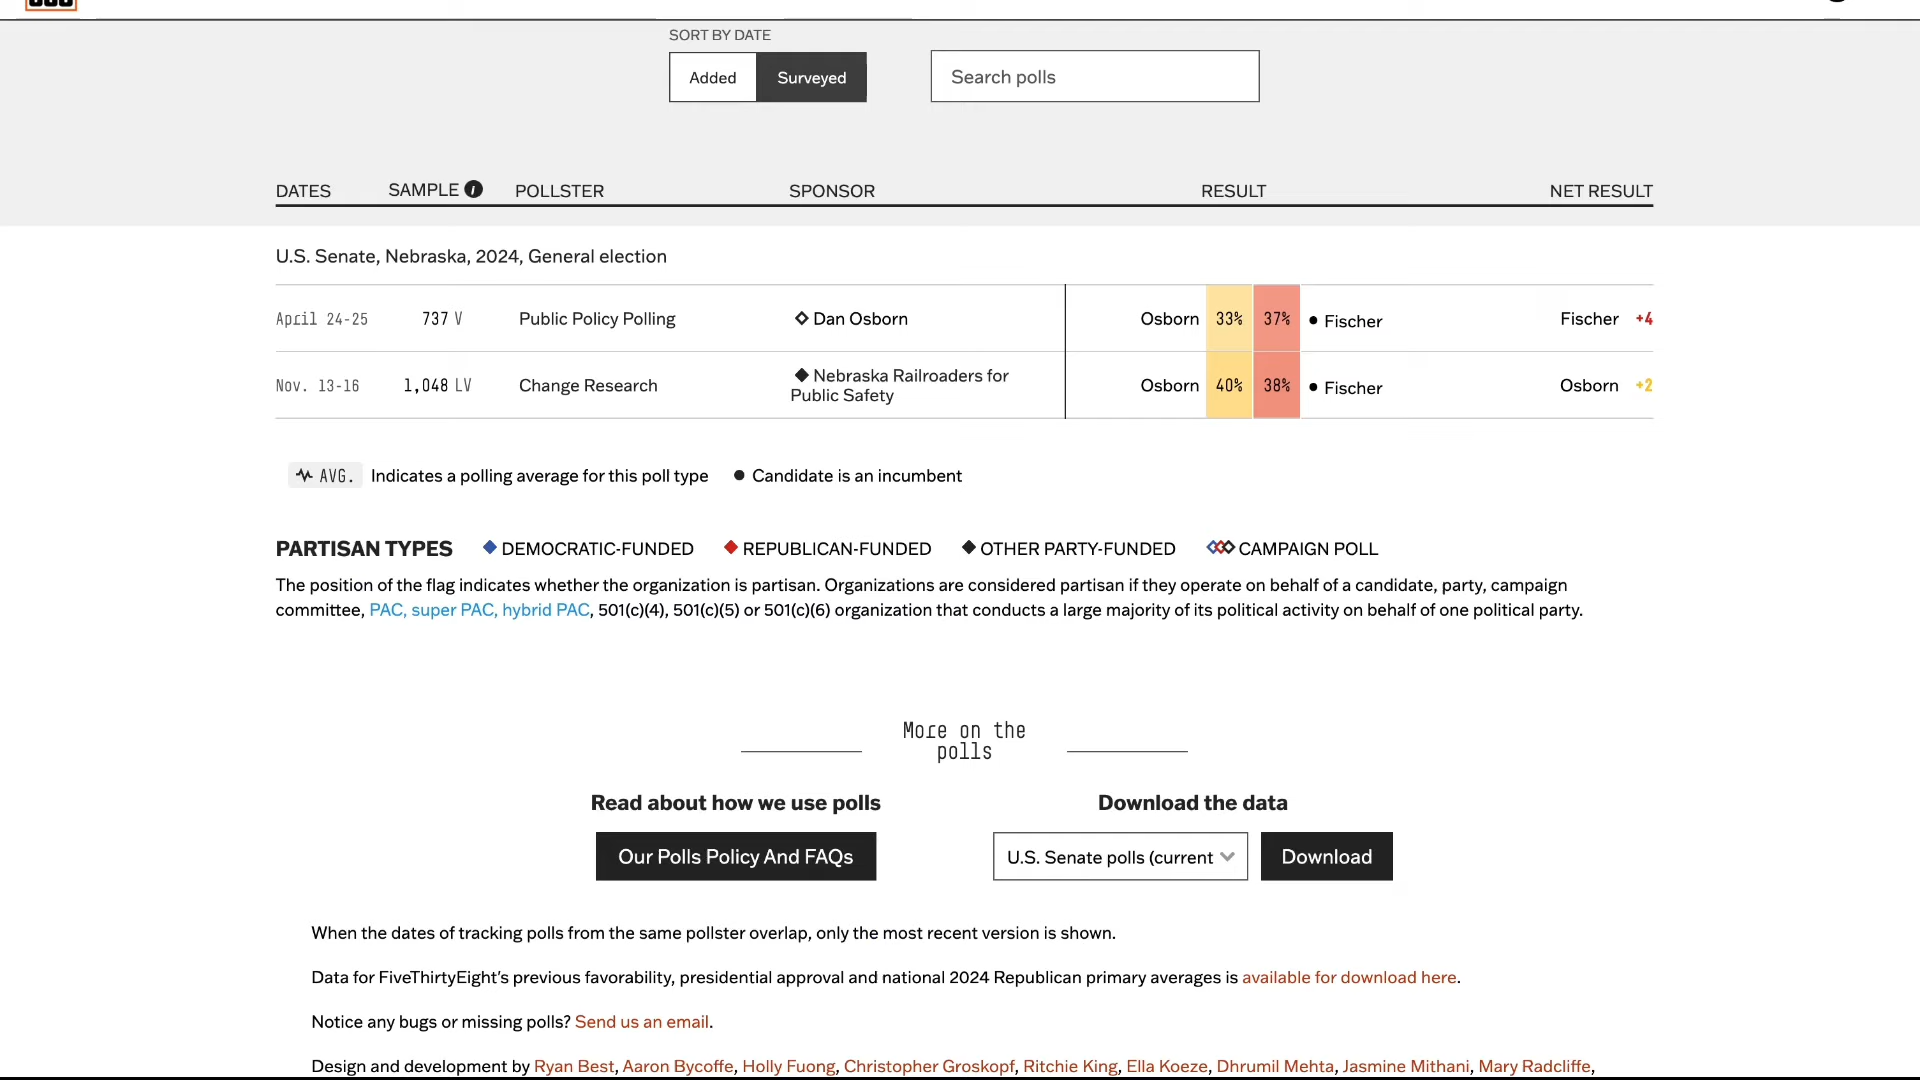 SORT BY DATE
Added Surveyed Search polls
DATES SAMPLE i POLLSTER SPONSOR RESULT NET RESULT
U.S. Senate, Nebraska, 2024, General election
April 24-25 737 V Public Policy Polling Dan Osborn Osborn 33% 37% Fischer Fischer +4
Nov. 13-16 1,048 LV Change Research Nebraska Railroaders for
Public Safety Osborn 40% 38% Fischer Osborn +2
AVG. Indicates a polling average for this poll type Candidate is an incumbent
PARTISAN TYPES DEMOCRATIC-FUNDED REPUBLICAN-FUNDED OTHER PARTY-FUNDED CAMPAIGN POLL
The position of the flag indicates whether the organization is partisan. Organizations are considered partisan if they operate on behalf of a candidate, party, campaign
committee, PAC, super PAC, hybrid PAC, 501(c)(4), 501(c)(5) or 501(c)(6) organization that conducts a large majority of its political activity on behalf of one political party.
More on the
polls
Read about how we use polls
Our Polls Policy And FAQs
Download the data
U.S. Senate polls (current Download
When the dates of tracking polls from the same pollster overlap, only the most recent version is shown.
Data for FiveThirtyEight's previous favorability, presidential approval and national 2024 Republican primary averages is available for download here.
Notice any bugs or missing polls? Send us an email.
Design and development by Ryan Best, Aaron Bycoffe, Holly Fuong, Christopher Groskopf, Ritchie King, Ella Koeze, Dhrumil Mehta, Jasmine Mithani, Mary Radcliffe,